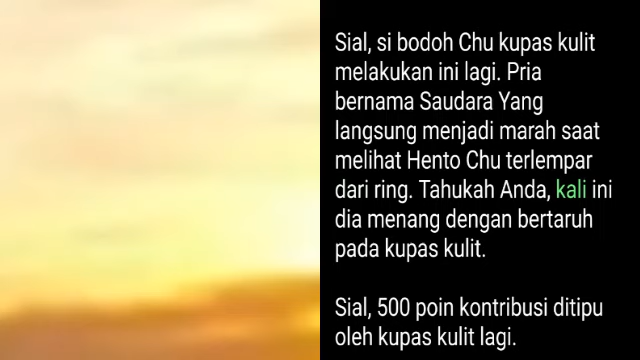 Sial, si bodoh Chu kupas kulit
melakukan ini lagi. Pria
bernama Saudara Yang
langsung menjadi marah saat
melihat Hento Chu terlempar
dari ring. Tahukah Anda, kali ini
dia menang dengan bertaruh
pada kupas kulit.
Sial, 500 poin kontribusi ditipu
oleh kupas kulit lagi.